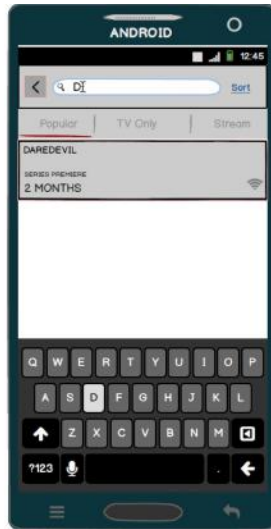 ANDROID
12:45
D
Sort
Popular | TV Only | Stream
DAREDEVIL
SERIES PREMIERE
2 MONTHS
Q W E R T Y U I O P
A S D F G H J K L
Z X C V B N M
?123 .